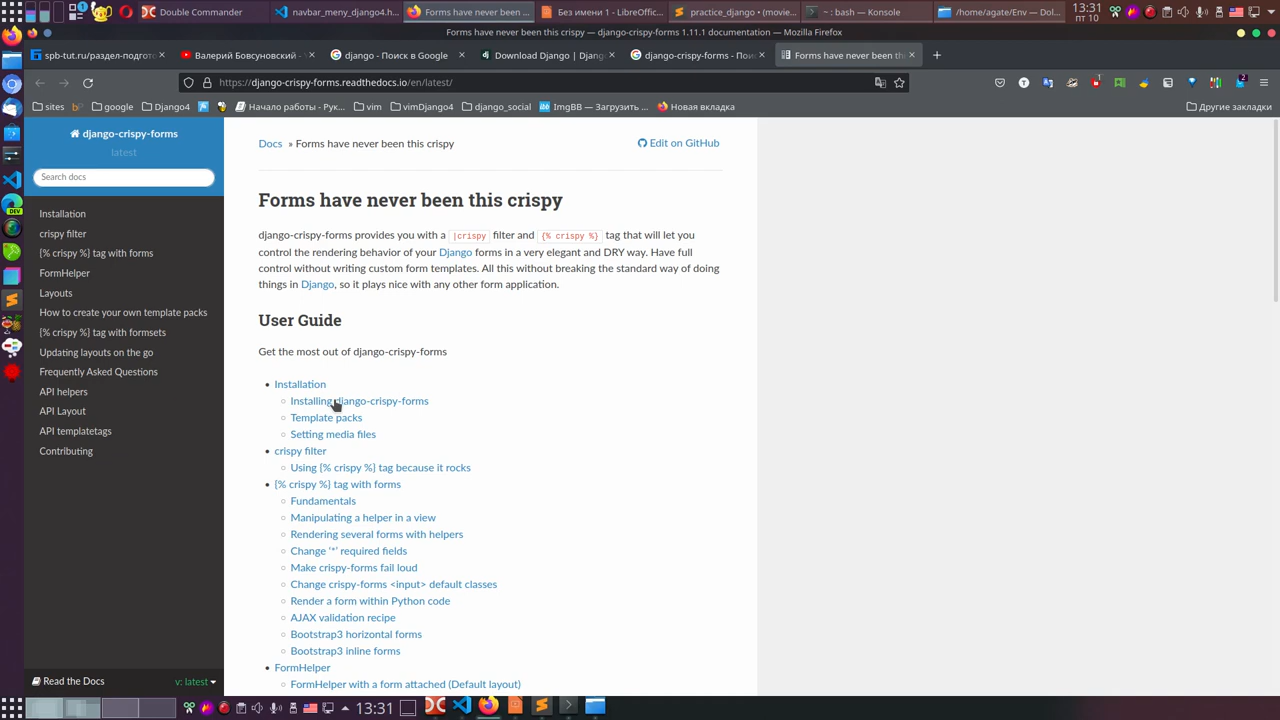 Double Command
navbar_meny_django4.h...
Forms have never been th...
Без имени 1 - LibreOffic...
practice_django • (movie...
~ : bash — Konsole
/home/agate/Env — Dol...
13:31
пт 10
Forms have never been this crispy — django-crispy-forms 1.11.1 documentation — Mozilla Firefox
spb-tut.ru/раздел-подгото
Валерий Бовсуновский - Y
django - Поиск в Google
Download Django | Djang
django-crispy-forms - Пои
Forms have never been th
https://django-crispy-forms.readthedocs.io/en/latest/
sites
google
Django4
Начало работы - Рук...
vim
vimDjango4
django_social
ImgBB — Загрузить ...
Новая вкладка
Другие закладки
django-crispy-forms
latest
Search docs
Installation
crispy filter
{% crispy %} tag with forms
FormHelper
Layouts
How to create your own template packs
{% crispy %} tag with formsets
Updating layouts on the go
Frequently Asked Questions
API helpers
API Layout
API templatetags
Contributing
Read the Docs
v: latest
Docs » Forms have never been this crispy
Edit on GitHub
Forms have never been this crispy
django-crispy-forms provides you with a |crispy filter and {% crispy %} tag that will let you
control the rendering behavior of your Django forms in a very elegant and DRY way. Have full
control without writing custom form templates. All this without breaking the standard way of doing
things in Django, so it plays nice with any other form application.
User Guide
Get the most out of django-crispy-forms
• Installation
○ Installing django-crispy-forms
○ Template packs
○ Setting media files
• crispy filter
○ Using {% crispy %} tag because it rocks
• {% crispy %} tag with forms
○ Fundamentals
○ Manipulating a helper in a view
○ Rendering several forms with helpers
○ Change ‘*’ required fields
○ Make crispy-forms fail loud
○ Change crispy-forms <input> default classes
○ Render a form within Python code
○ AJAX validation recipe
○ Bootstrap3 horizontal forms
○ Bootstrap3 inline forms
• FormHelper
○ FormHelper with a form attached (Default layout)
13:31